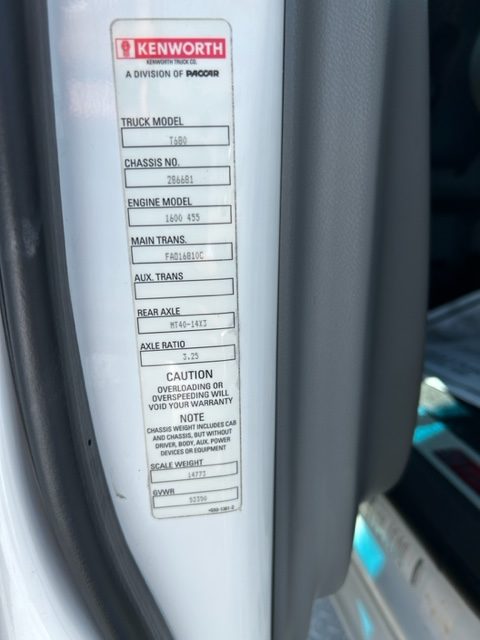 KENWORTH
KENWORTH TRUCK CO.
A DIVISION OF PACCAR
TRUCK MODEL
T680
CHASSIS NO.
286681
ENGINE MODEL
1600 455
MAIN TRANS.
FAO16810C
AUX. TRANS
REAR AXLE
MT40-14X3
AXLE RATIO
3.25
CAUTION
OVERLOADING OR
OVERSPEEDING WILL
VOID YOUR WARRANTY
NOTE
CHASSIS WEIGHT INCLUDES CAB
AND CHASSIS, BUT WITHOUT
DRIVER, BODY, AUX. POWER
DEVICES OR EQUIPMENT
SCALE WEIGHT
14773
GVWR
52350